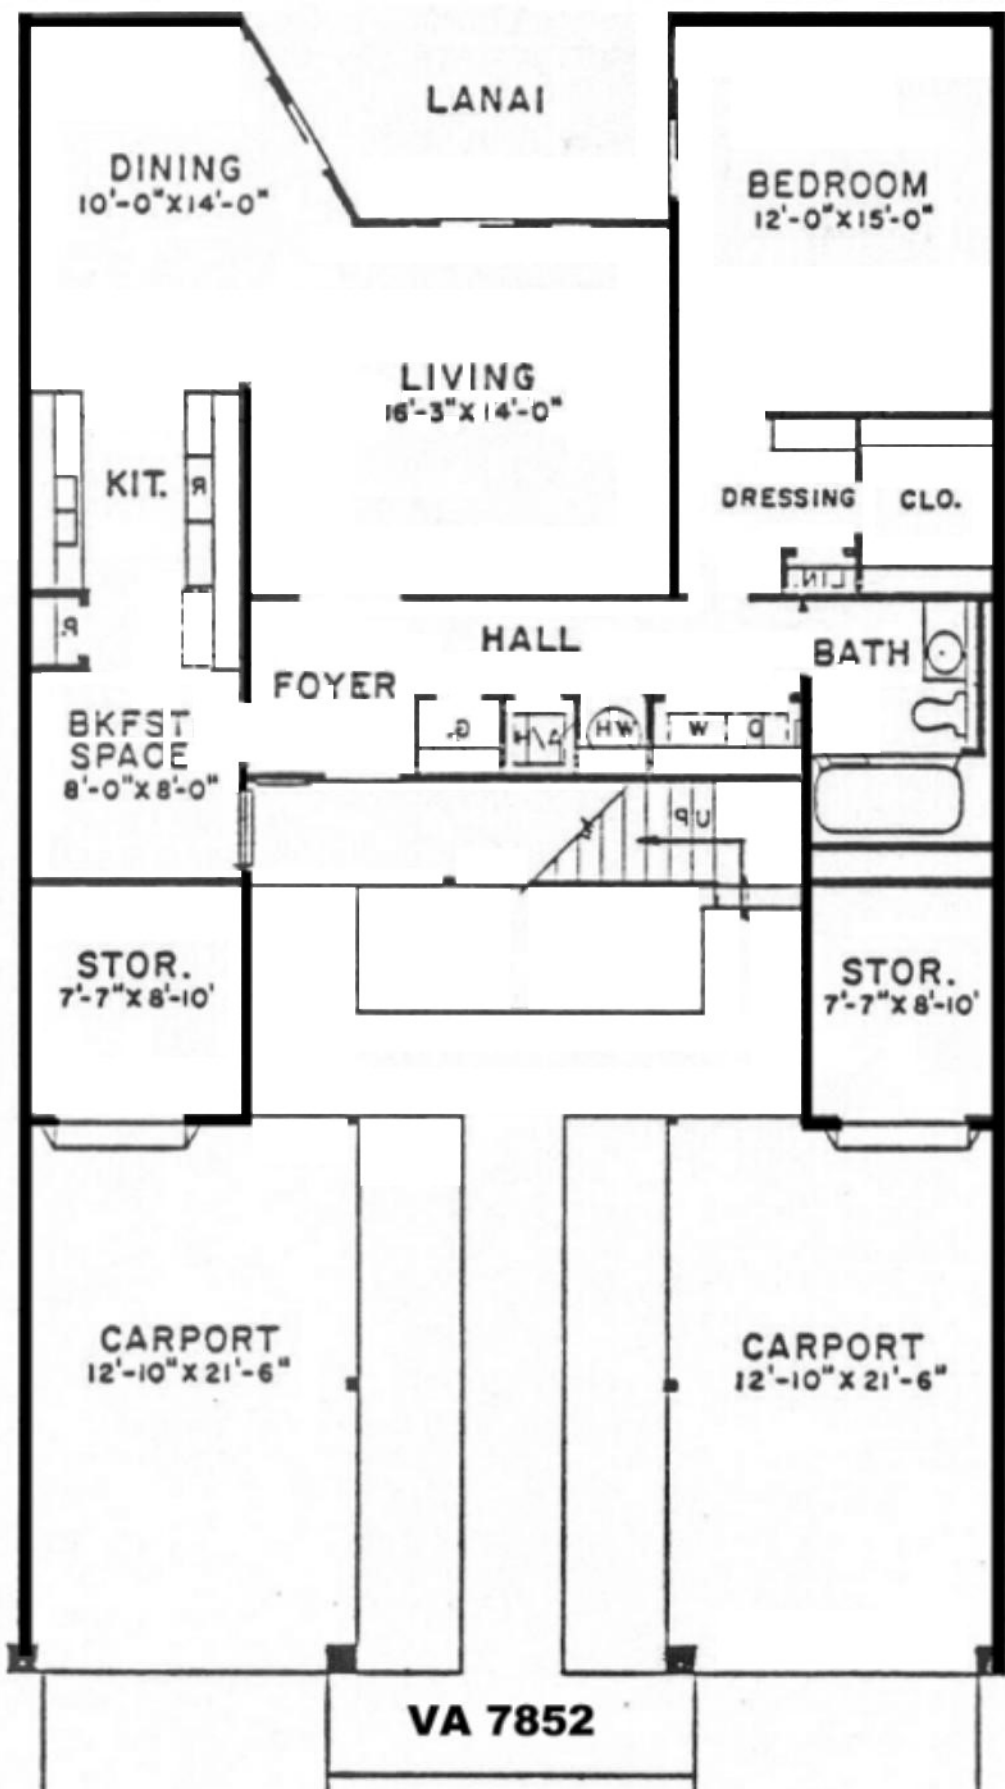 LANAI
DINING
10'-0"X14'-0"
BEDROOM
12'-0"X15'-0"
LIVING
16'-3"X14'-0"
KIT.
R
DRESSING
CLO.
LIN.
P.
HALL
BATH
FOYER
BKFST
SPACE
8'-0"X8'-0"
G.
A/H
WH
W
D
UP
STOR.
7'-7"X8'-10'
STOR.
7'-7"X8'-10'
CARPORT
12'-10"X21'-6"
CARPORT
12'-10"X21'-6"
VA 7852